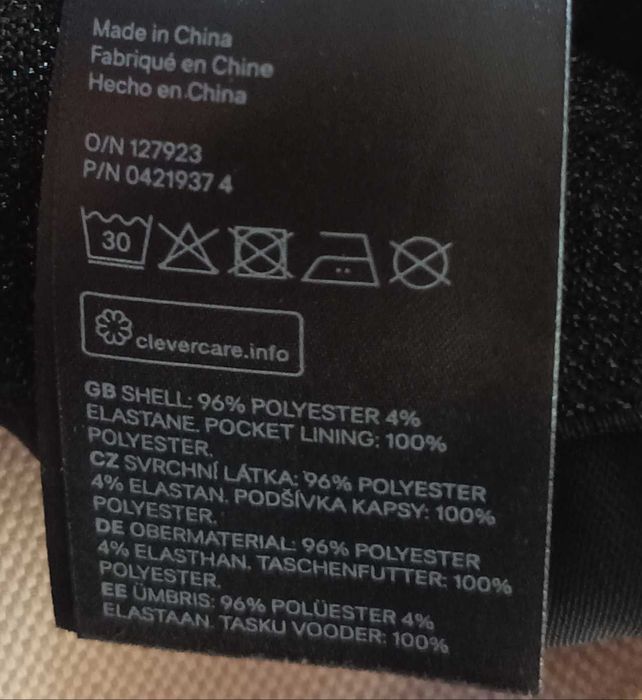 Made in China
Fabriqué en Chine
Hecho en China
O/N 127923
P/N 0421937 4
30
clevercare.info
GB SHELL: 96% POLYESTER 4%
ELASTANE. POCKET LINING: 100%
POLYESTER.
CZ SVRCHNÍ LÁTKA: 96% POLYESTER
4% ELASTAN. PODŠÍVKA KAPSY: 100%
POLYESTER.
DE OBERMATERIAL: 96% POLYESTER
4% ELASTHAN. TASCHENFUTTER: 100%
POLYESTER.
EE ÜMBRIS: 96% POLÜESTER 4%
ELASTAAN. TASKU VOODER: 100%